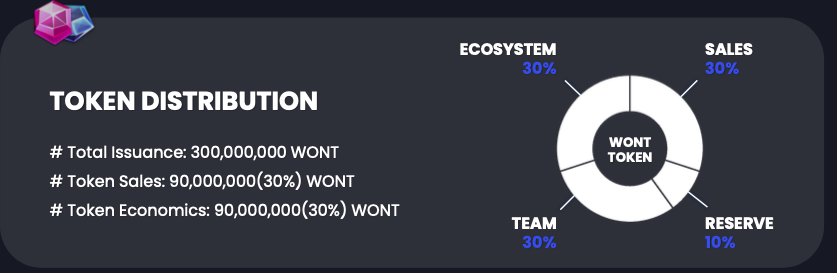 TOKEN DISTRIBUTION
# Total Issuance: 300,000,000 WONT
# Token Sales: 90,000,000(30%) WONT
# Token Economics: 90,000,000(30%) WONT
ECOSYSTEM
30%
SALES
30%
WONT
TOKEN
TEAM
30%
RESERVE
10%